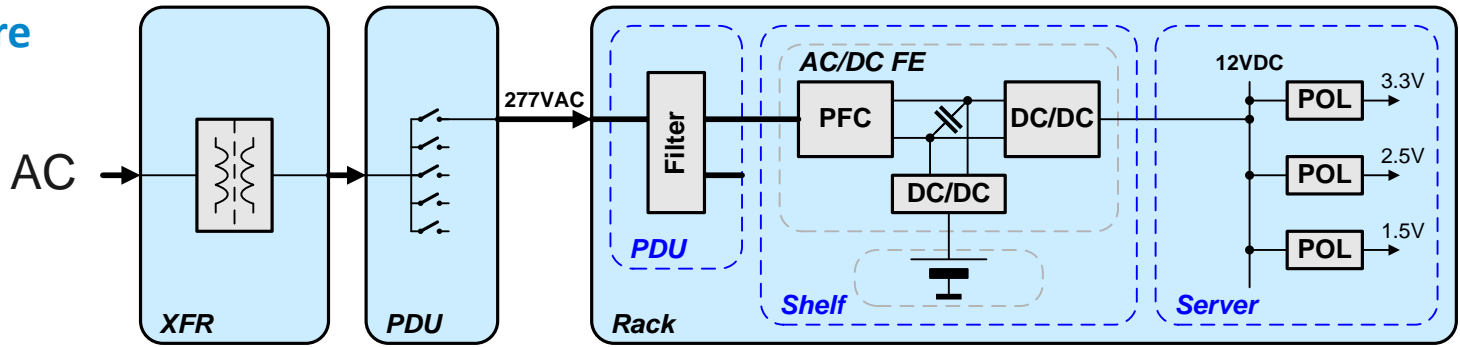 re
AC
XFR
PDU
277VAC
Filter
PDU
AC/DC FE
PFC
DC/DC
DC/DC
Shelf
Rack
12VDC
POL
3.3V
POL
2.5V
POL
1.5V
Server